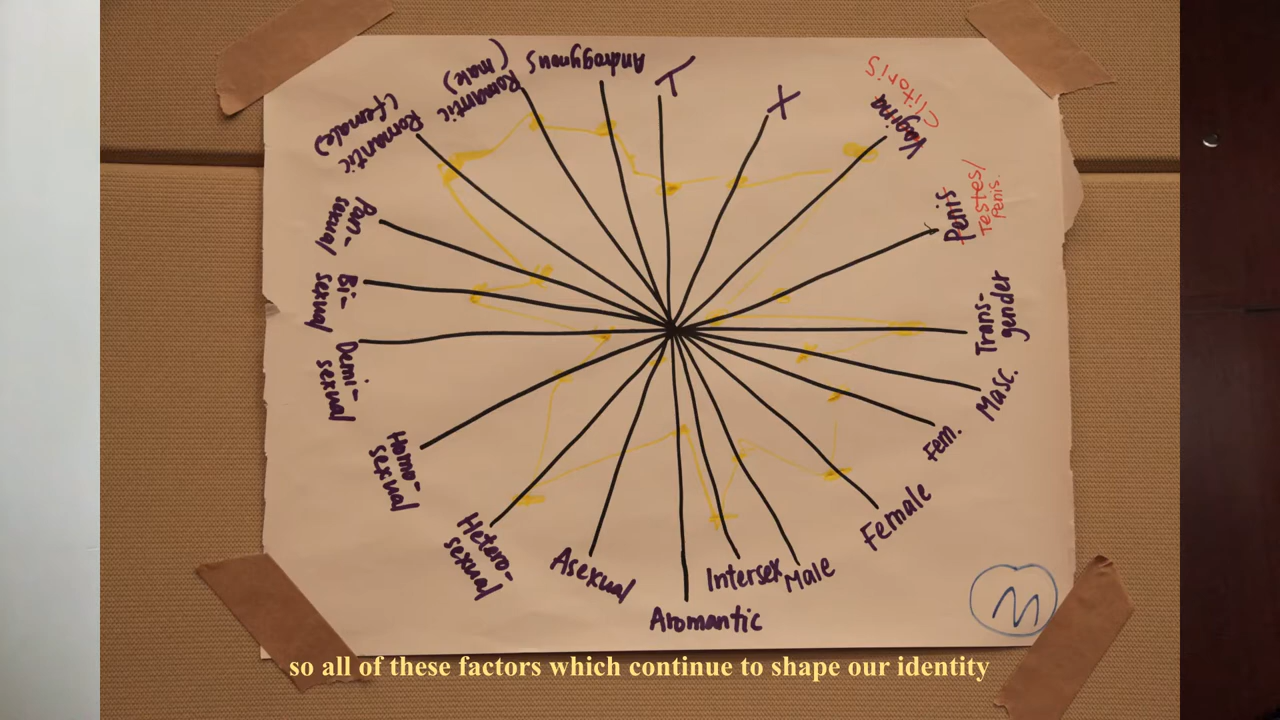 Androgynous
Y
X
Vagina
Clitoris
Penis
Testes/
Penis.
Trans-
gender
Masc.
Fem.
Female
Male
Intersex
Aromantic
Asexual
Hetero-
sexual
Homo-
sexual
Demi-
sexual
Bi-
sexual
Pan-
sexual
Romantic
(female)
Romantic
(male)
M
so all of these factors which continue to shape our identity